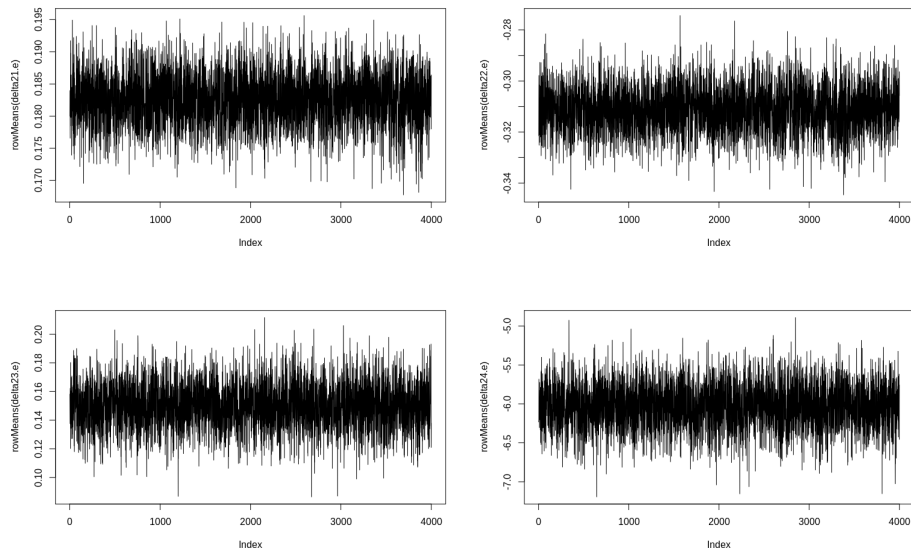 rowMeans(delta21.e)
0.195
0.190
0.185
0.180
0.175
0.170
0 1000 2000 3000 4000
Index
rowMeans(delta22.e)
-0.28
-0.30
-0.32
-0.34
0 1000 2000 3000 4000
Index
rowMeans(delta23.e)
0.20
0.18
0.16
0.14
0.12
0.10
0 1000 2000 3000 4000
Index
rowMeans(delta24.e)
-5.0
-5.5
-6.0
-6.5
-7.0
0 1000 2000 3000 4000
Index